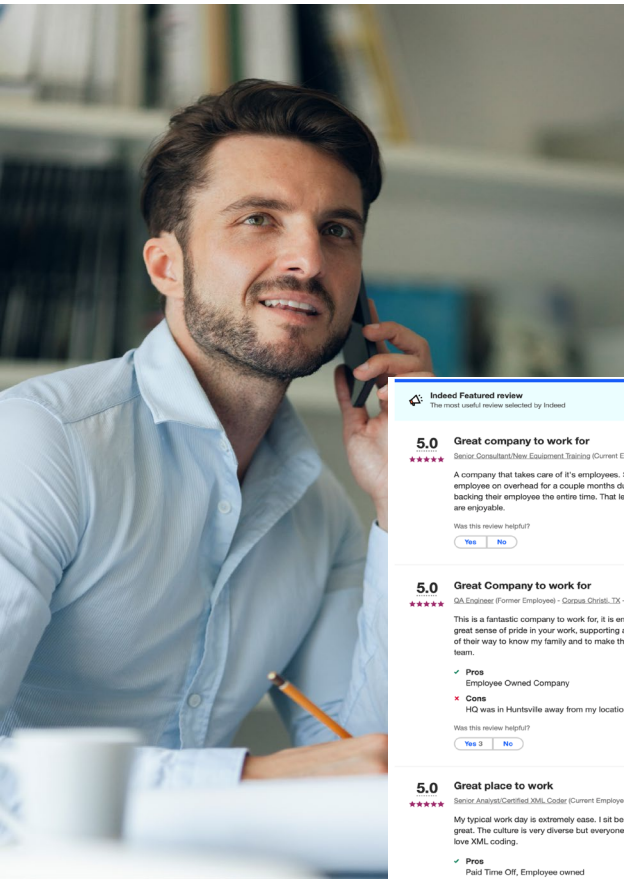 Indeed Featured review
The most useful review selected by Indeed
5.0
Great company to work for
Senior Consultant/New Equipment Training (Current E
A company that takes care of it's employees. S
employee on overhead for a couple months du
backing their employee the entire time. That le
are enjoyable.
Was this review helpful?
Yes No
5.0
Great Company to work for
QA Engineer (Former Employee) - Corpus Christi, TX -
This is a fantastic company to work for, it is em
great sense of pride in your work, supporting a
of their way to know my family and to make th
team.
Pros
Employee Owned Company
Cons
HQ was in Huntsville away from my locatio
Was this review helpful?
Yes 3 No
5.0
Great place to work
Senior Analyst/Certified XML Coder (Current Employe
My typical work day is extremely ease. I sit be
great. The culture is very diverse but everyone
love XML coding.
Pros
Paid Time Off, Employee owned